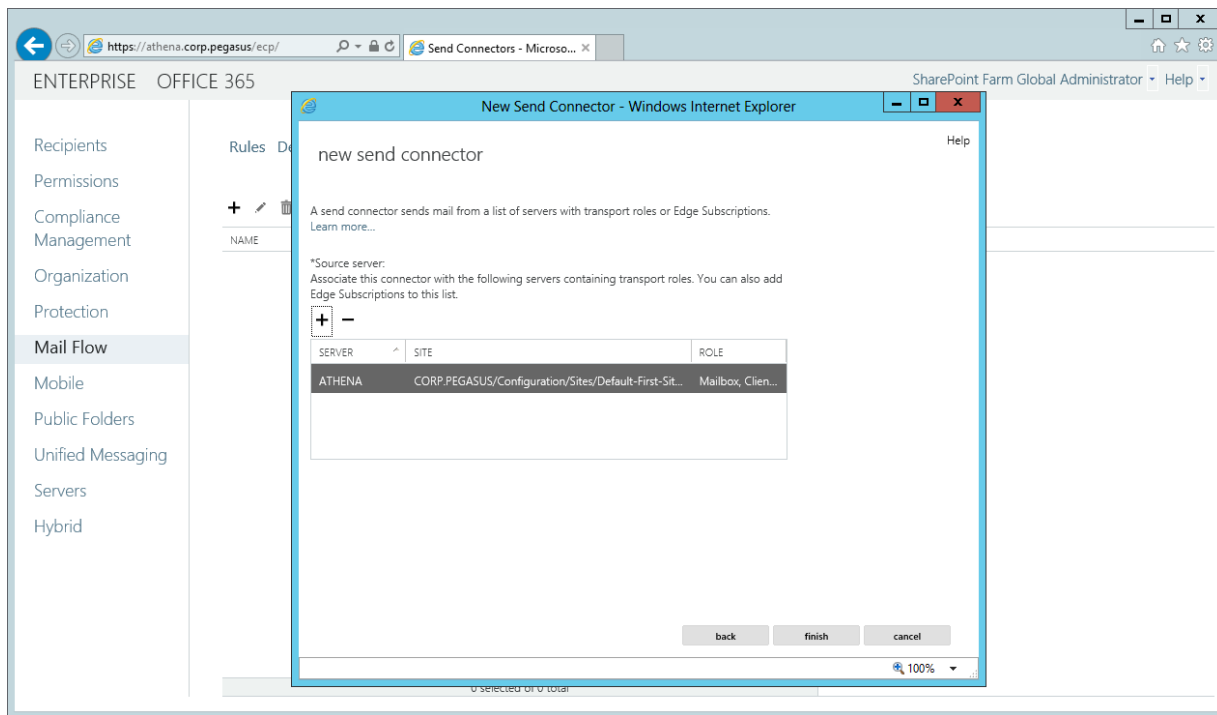 https://athena.corp.pegasus/ecp/
Send Connectors - Microso...
ENTERPRISE OFFICE 365
SharePoint Farm Global Administrator Help
New Send Connector - Windows Internet Explorer
Recipients
Permissions
Compliance
Management
Organization
Protection
Mail Flow
Mobile
Public Folders
Unified Messaging
Servers
Hybrid
Rules De
NAME
Help
new send connector
A send connector sends mail from a list of servers with transport roles or Edge Subscriptions.
Learn more...
*Source server:
Associate this connector with the following servers containing transport roles. You can also add
Edge Subscriptions to this list.
SERVER SITE ROLE
ATHENA CORP.PEGASUS/Configuration/Sites/Default-First-Sit... Mailbox, Clien...
back finish cancel
100%
0 selected of 0 total